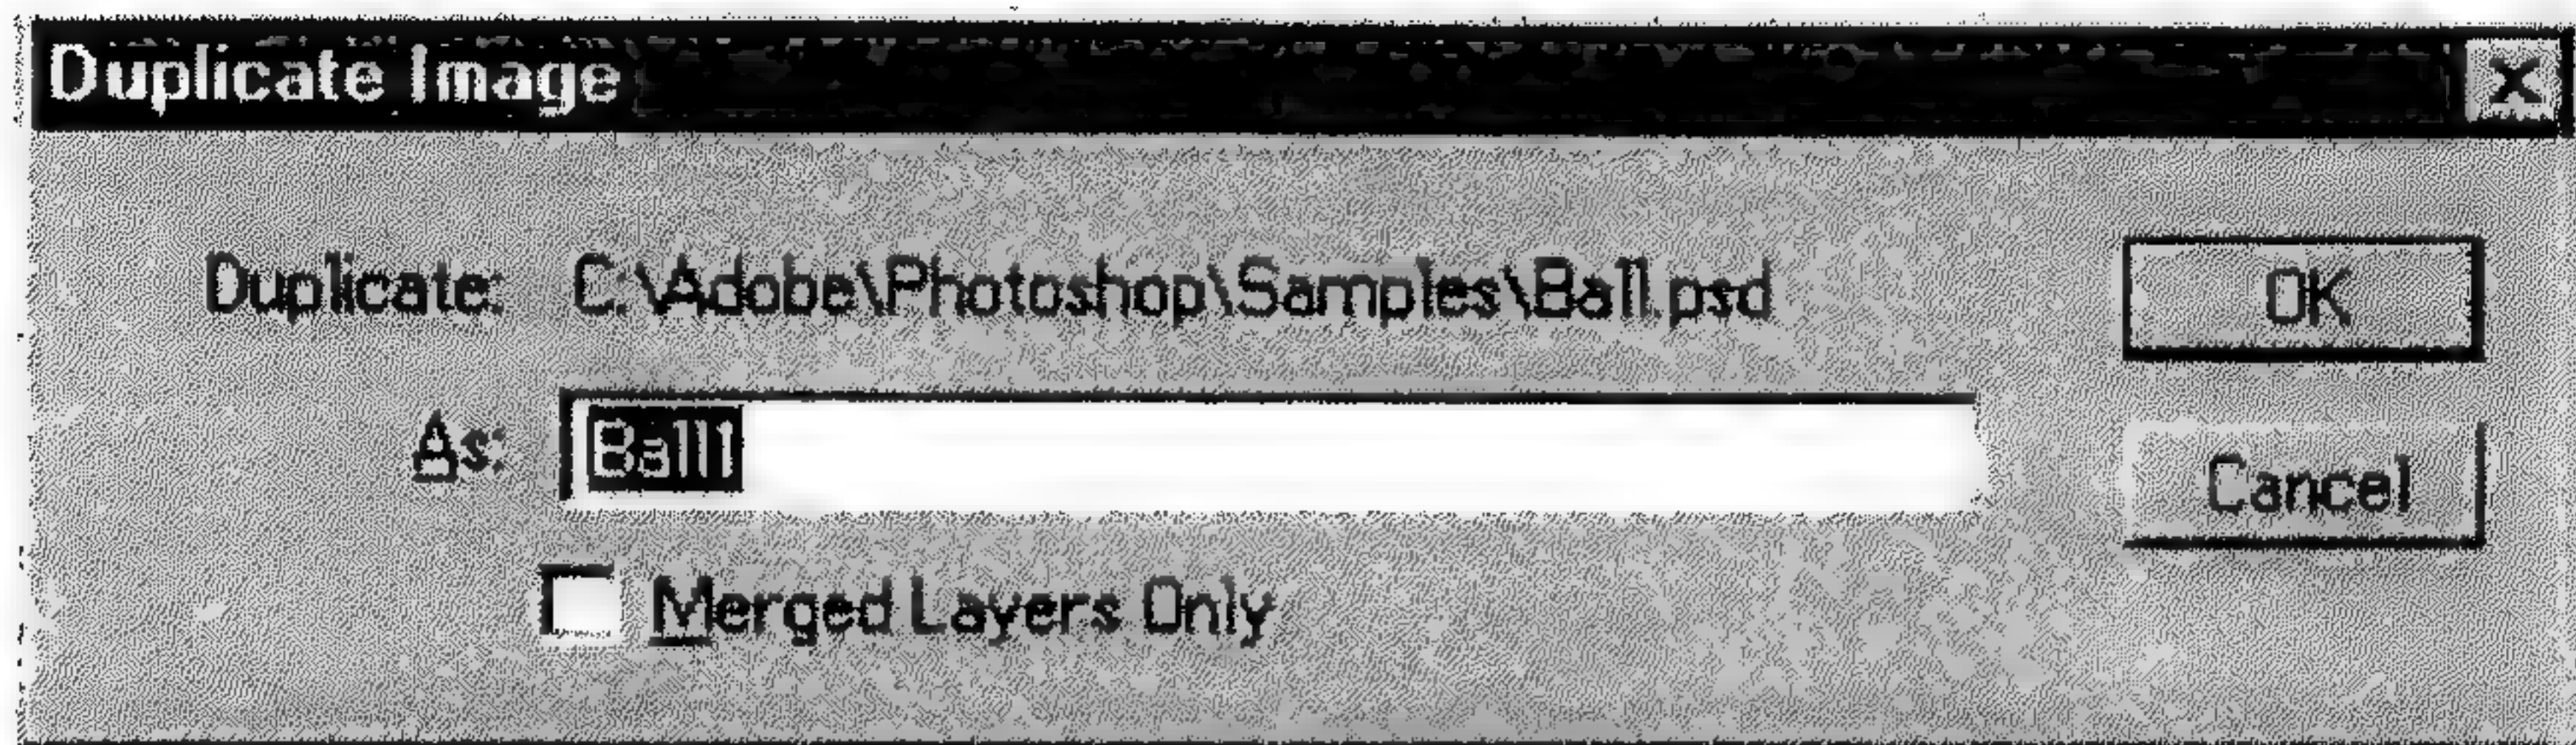 Duplicate Image
Duplicate: C:\Adobe\Photoshop\Samples\Ball.psd
OK
As: Ball1
Cancel
Merged Layers Only